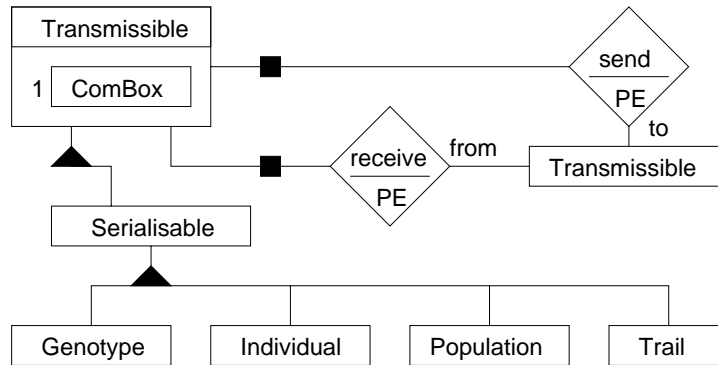 Transmissible
1 ComBox
send
PE
to
receive
PE
from
Transmissible
Serialisable
Genotype Individual Population Trail